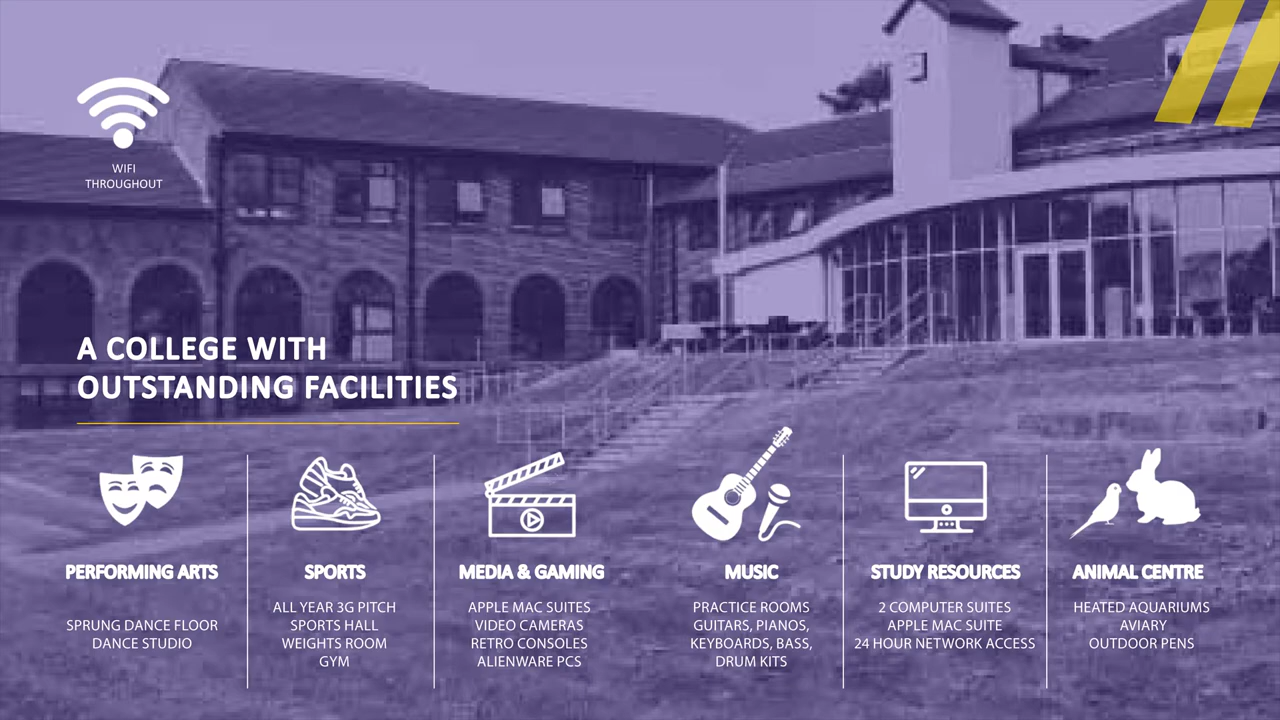 WIFI
THROUGHOUT
A COLLEGE WITH
OUTSTANDING FACILITIES
PERFORMING ARTS
SPRUNG DANCE FLOOR
DANCE STUDIO
SPORTS
ALL YEAR 3G PITCH
SPORTS HALL
WEIGHTS ROOM
GYM
MEDIA & GAMING
APPLE MAC SUITES
VIDEO CAMERAS
RETRO CONSOLES
ALIENWARE PCS
MUSIC
PRACTICE ROOMS
GUITARS, PIANOS,
KEYBOARDS, BASS,
DRUM KITS
STUDY RESOURCES
2 COMPUTER SUITES
APPLE MAC SUITE
24 HOUR NETWORK ACCESS
ANIMAL CENTRE
HEATED AQUARIUMS
AVIARY
OUTDOOR PENS